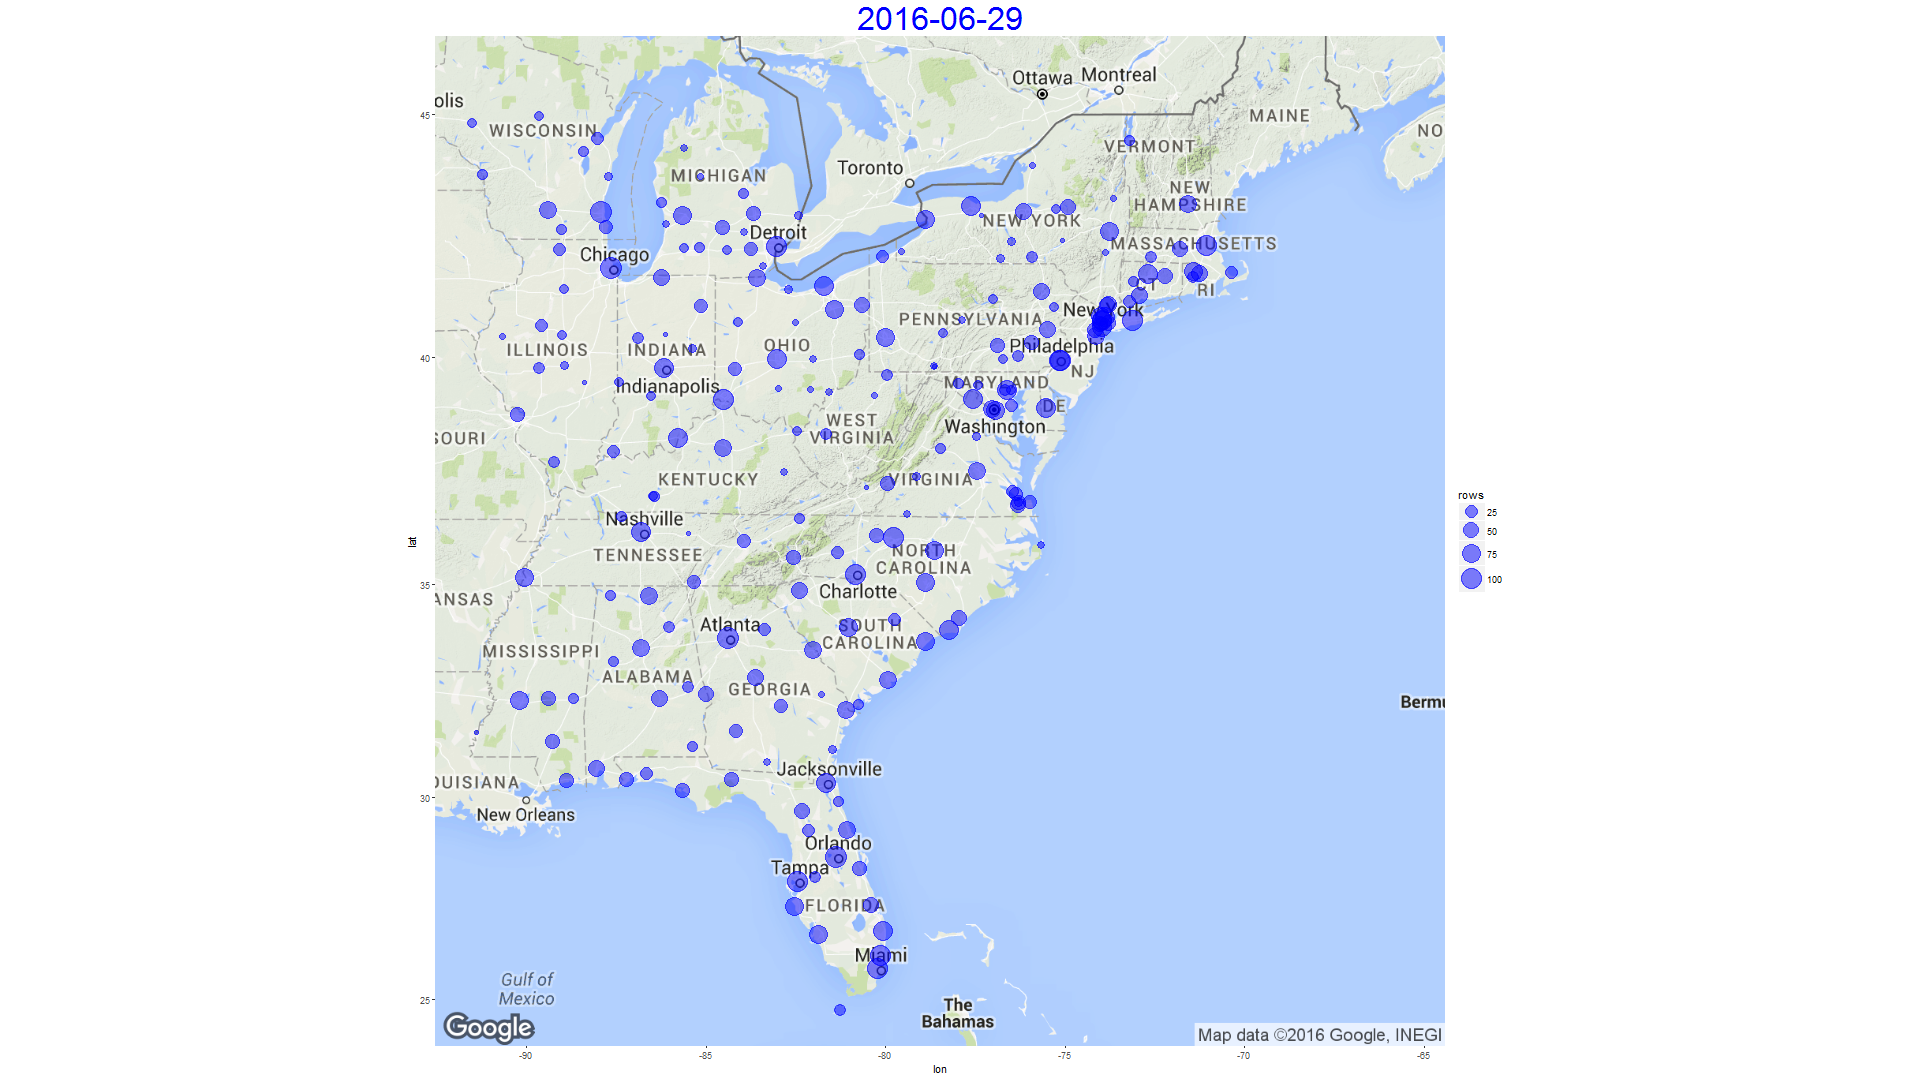 2016-06-29
Ottawa
Montreal
olis
MAINE
NO
WISCONSIN
VERMONT
Toronto
MICHIGAN
NEW
HAMPSHIRE
NEW YORK
Detroit
MASSACHUSETTS
Chicago
CT
RI
New York
PENNSYLVANIA
OHIO
Philadelphia
ILLINOIS
INDIANA
NJ
MARYLAND
Indianapolis
DE
WEST
VIRGINIA
Washington
SOURI
KENTUCKY
VIRGINIA
Nashville
TENNESSEE
NORTH
CAROLINA
Charlotte
ANSAS
Atlanta
SOUTH
CAROLINA
MISSISSIPPI
ALABAMA
GEORGIA
Bermu
Jacksonville
OUISIANA
New Orleans
Orlando
Tampa
FLORIDA
Miami
Gulf of
Mexico
The
Bahamas
Google
Map data ©2016 Google, INEGI
45
40
35
30
25
lat
-90
-85
-80
-75
-70
-65
lon
rows
25
50
75
100